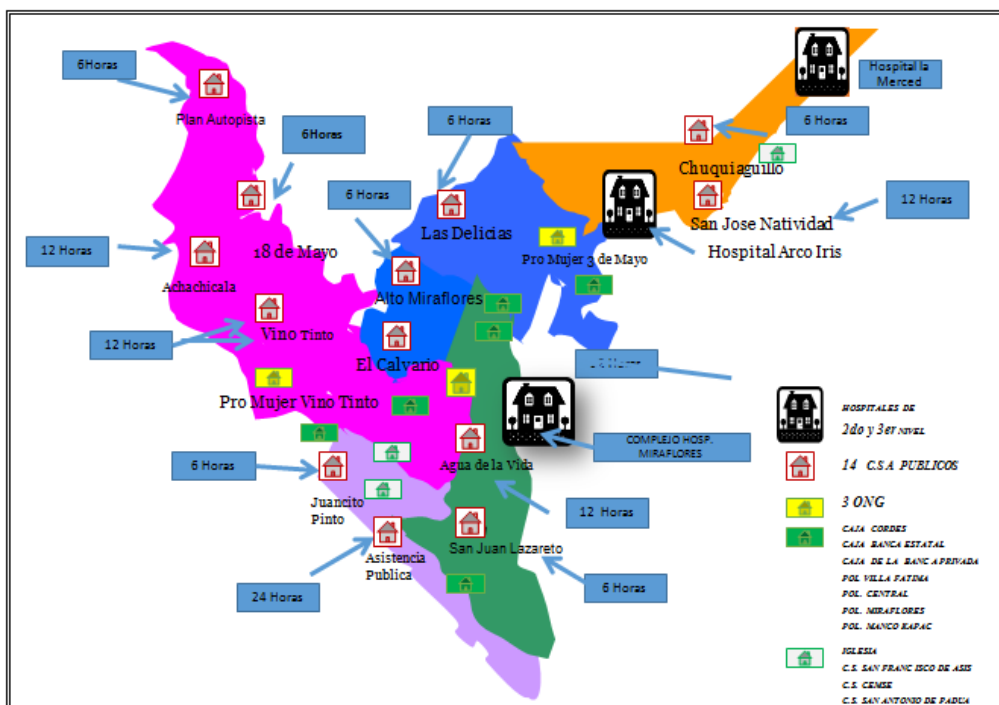 6Horas
Plan Autopista
6Horas
18 de Mayo
12 Horas
Achachicala
Vino Tinto
12 Horas
Pro Mujer Vino Tinto
6 Horas
Las Delicias
6 Horas
Alto Miraflores
El Calvario
Hospital la
Merced
6 Horas
Chuquiaguillo
12 Horas
San Jose Natividad
Hospital Arco Iris
Pro Mujer 3 de Mayo
COMPLEJO HOSP.
MIRAFLORES
Agua de la Vida
12 Horas
6 Horas
Juancito
Pinto
San Juan Lazareto
6 Horas
Asistencia
Publica
24 Horas
HOSPITALES DE
2do y 3er NIVEL
14 C.S.A PUBLICOS
3 ONG
CAJA CORDES
CAJA BANCA ESTATAL
CAJA DE LA BANCA PRIVADA
POL VILLA FATIMA
POL. CENTRAL
POL. MIRAFLORES
POL. MANCO KAPAC
IGLESIA
C.S. SAN FRANCISCO DE ASIS
C.S. CEMSE
C.S. SAN ANTONIO DE PADUA